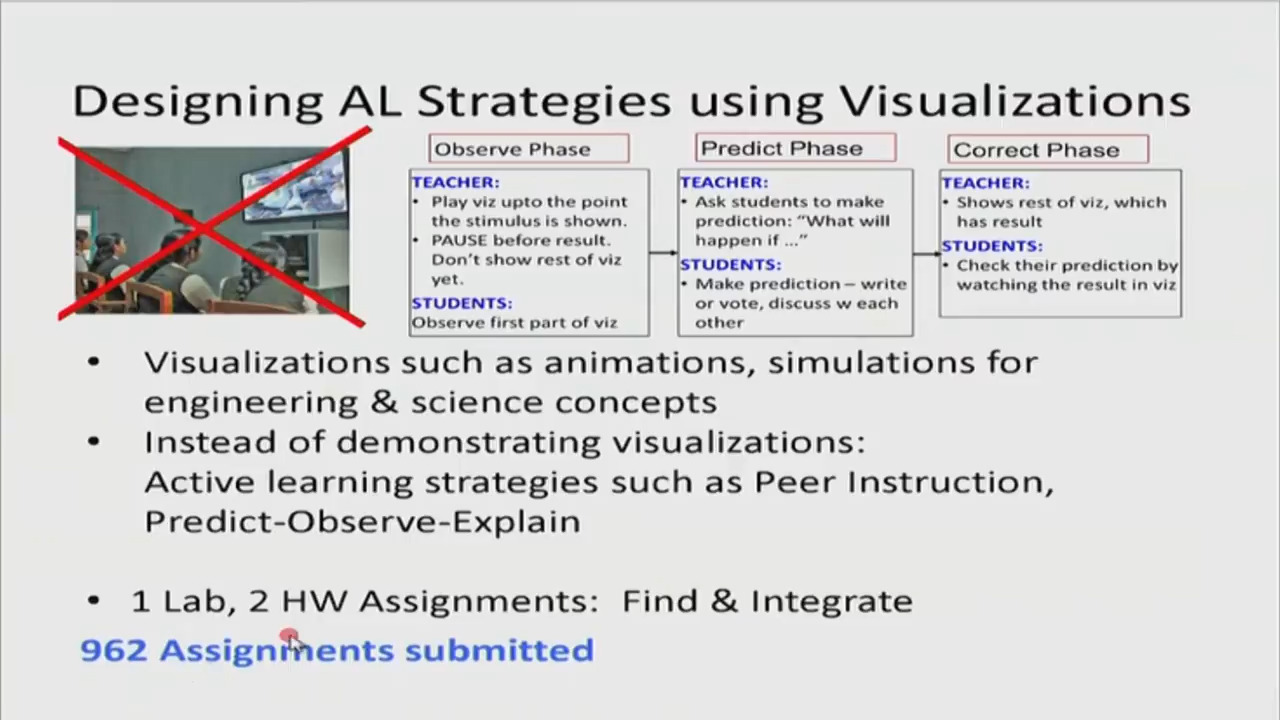 Designing AL Strategies using Visualizations
Observe Phase
TEACHER:
• Play viz upto the point
the stimulus is shown.
• PAUSE before result.
Don't show rest of viz
yet.
STUDENTS:
Observe first part of viz
Predict Phase
TEACHER:
• Ask students to make
prediction: "What will
happen if ..."
STUDENTS:
• Make prediction – write
or vote, discuss w each
other
Correct Phase
TEACHER:
• Shows rest of viz, which
has result
STUDENTS:
• Check their prediction by
watching the result in viz
• Visualizations such as animations, simulations for
engineering & science concepts
• Instead of demonstrating visualizations:
Active learning strategies such as Peer Instruction,
Predict-Observe-Explain
• 1 Lab, 2 HW Assignments: Find & Integrate
962 Assignments submitted